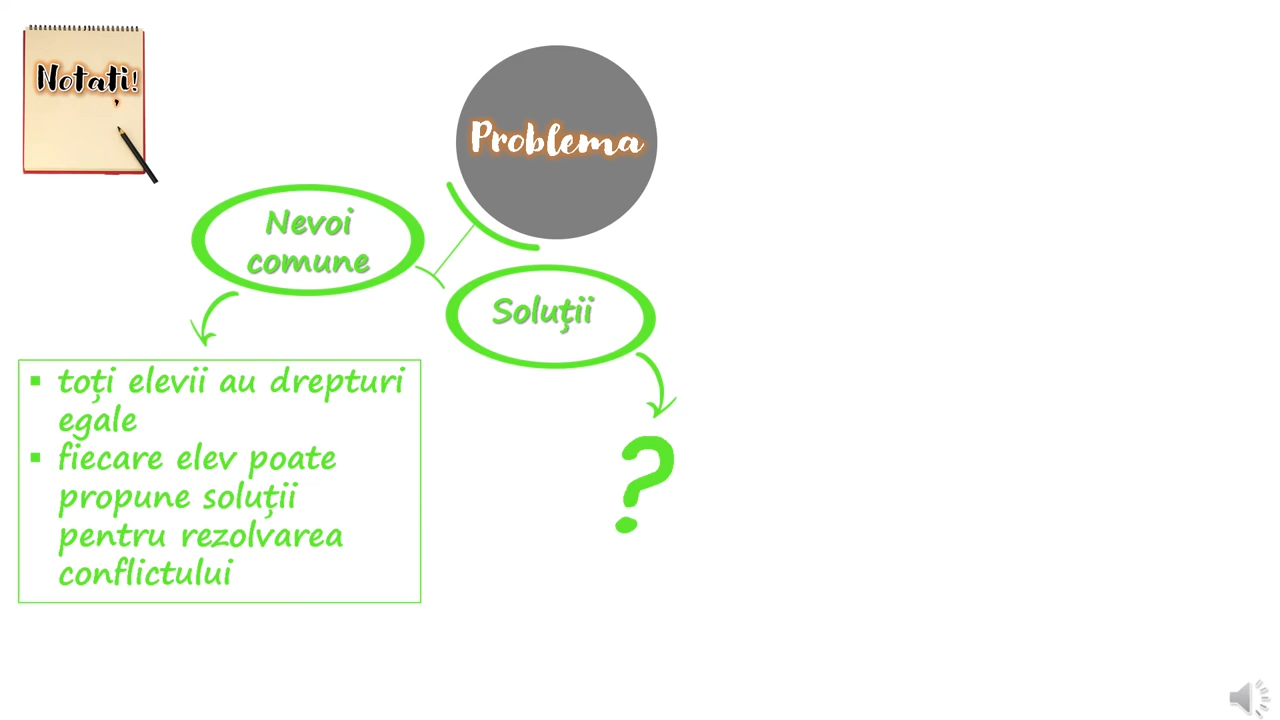 Notați!
Problema
Nevoi
comune
Soluții
▪ toți elevii au drepturi
egale
▪ fiecare elev poate
propune soluții
pentru rezolvarea
conflictului
?